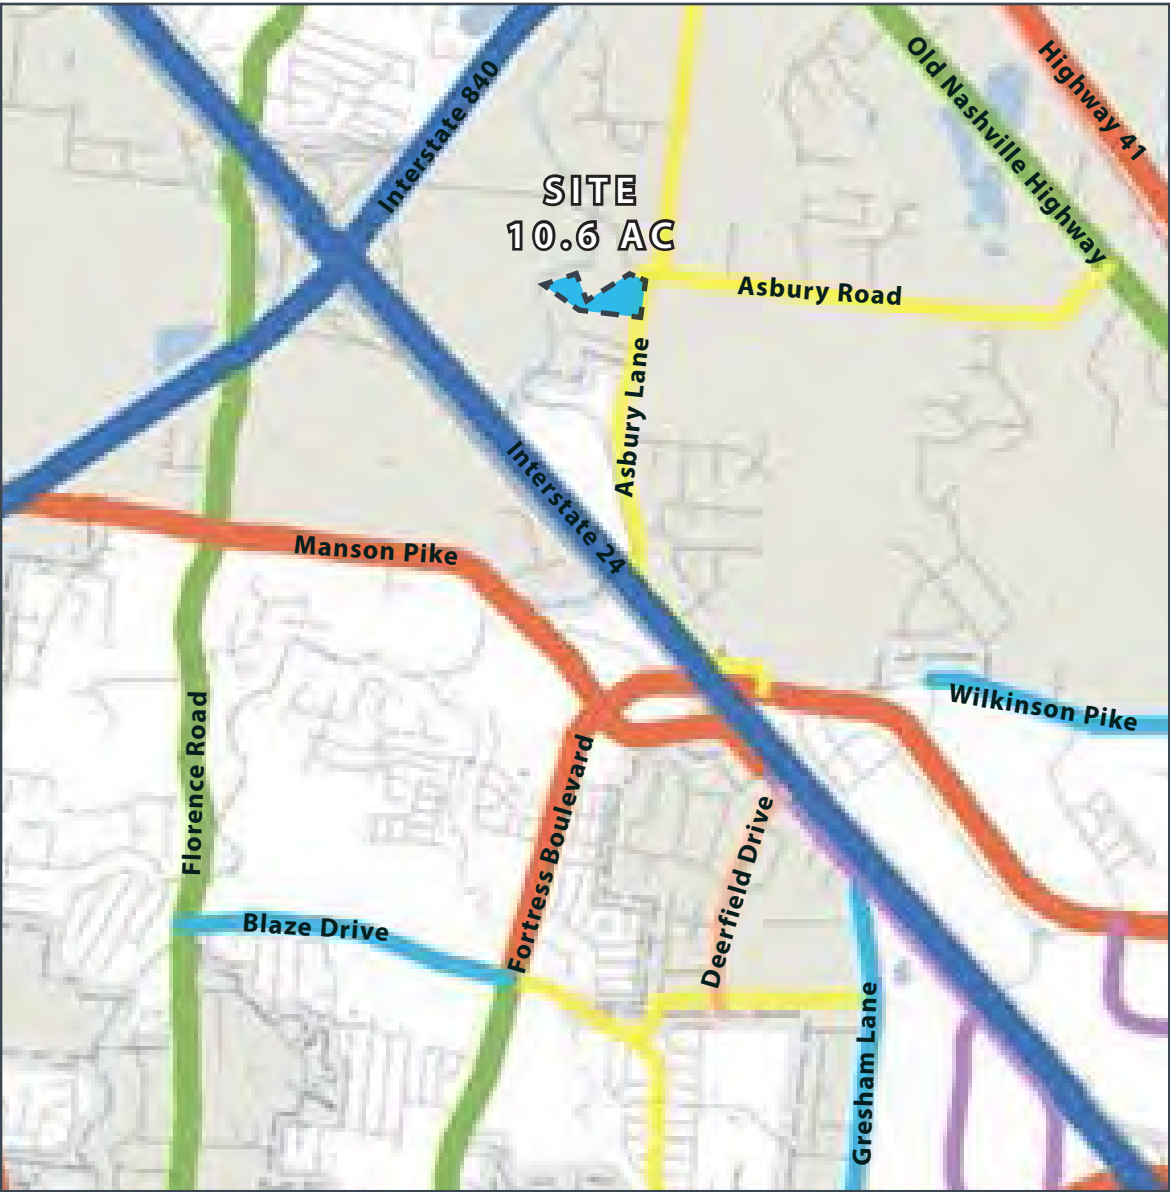 Interstate 840
Old Nashville Highway
Highway 41
SITE
10.6 AC
Asbury Road
Asbury Lane
Interstate 24
Manson Pike
Wilkinson Pike
Florence Road
Fortress Boulevard
Deerfield Drive
Blaze Drive
Gresham Lane